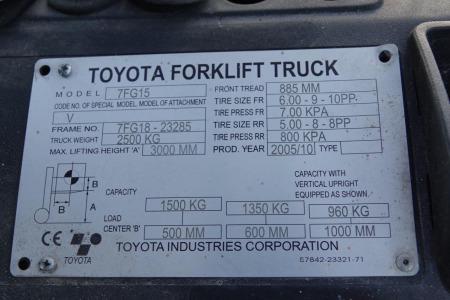 TOYOTA FORKLIFT TRUCK
MODEL 7FG15
CODE NO. OF SPECIAL MODEL, MODEL OF ATTACHMENT
V
FRAME NO. 7FG18 - 23285
TRUCK WEIGHT 2500 KG
MAX. LIFTING HEIGHT 'A' 3000 MM
FRONT TREAD 885 MM
TIRE SIZE FR 6.00 - 9 - 10PP
TIRE PRESS FR 7.00 KPA
TIRE SIZE RR 5.00 - 8 - 8PP
TIRE PRESS RR 800 KPA
PROD. YEAR 2005/10 TYPE
B
B
A
CAPACITY
CAPACITY WITH
VERTICAL UPRIGHT
EQUIPPED AS SHOWN.
1500 KG 1350 KG 960 KG
LOAD
CENTER 'B' 500 MM 600 MM 1000 MM
CE TOYOTA
TOYOTA INDUSTRIES CORPORATION
57842-23321-71